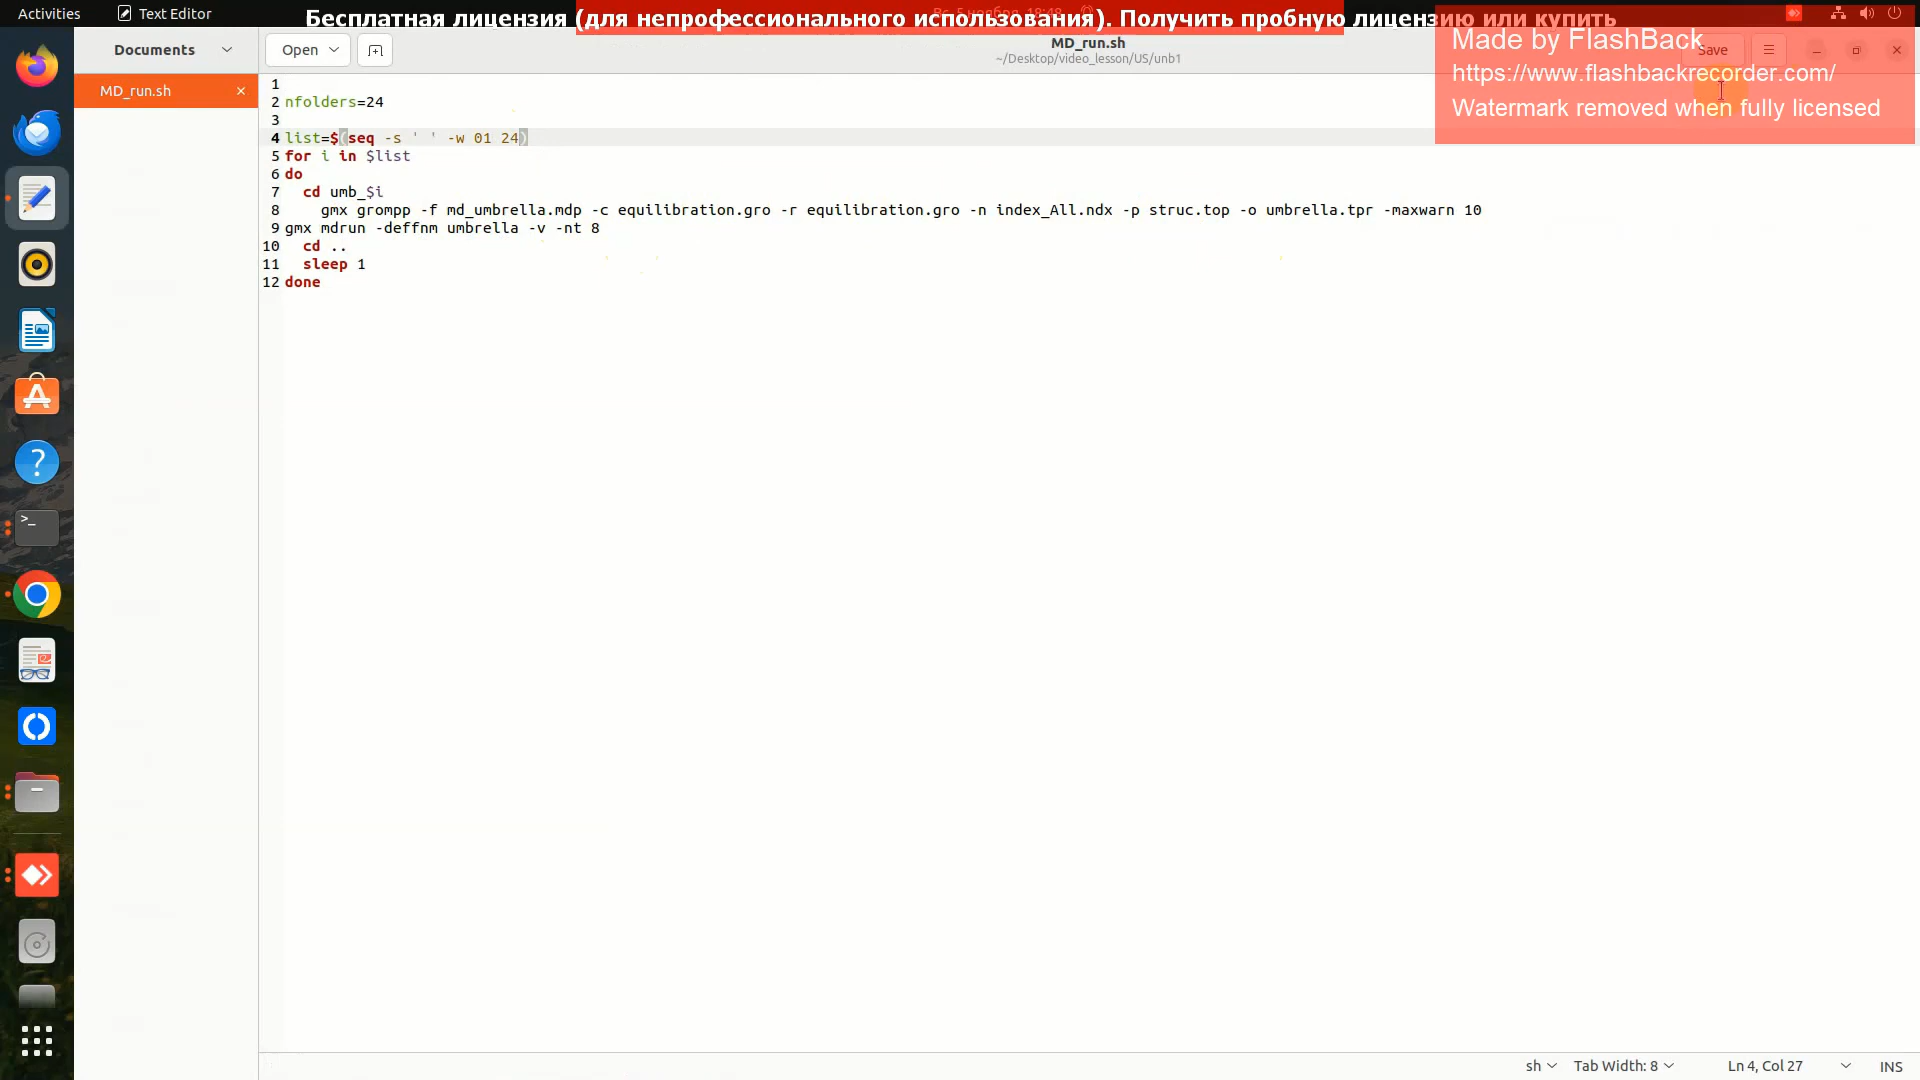 Activities
Text Editor
Бесплатная лицензия (для непрофессионального использования). Получить пробную лицензию или купить
Made by FlashBack
https://www.flashbackrecorder.com/
Watermark removed when fully licensed
Documents
Open
MD_run.sh
~/Desktop/video_lesson/US/unb1
Save
MD_run.sh
1
2 nfolders=24
3
4 list=$(seq -s ' ' -w 01 24)
5 for i in $list
6 do
7   cd umb_$i
8     gmx grompp -f md_umbrella.mdp -c equilibration.gro -r equilibration.gro -n index_All.ndx -p struc.top -o umbrella.tpr -maxwarn 10
9 gmx mdrun -deffnm umbrella -v -nt 8
10   cd ..
11   sleep 1
12 done
sh
Tab Width: 8
Ln 4, Col 27
INS